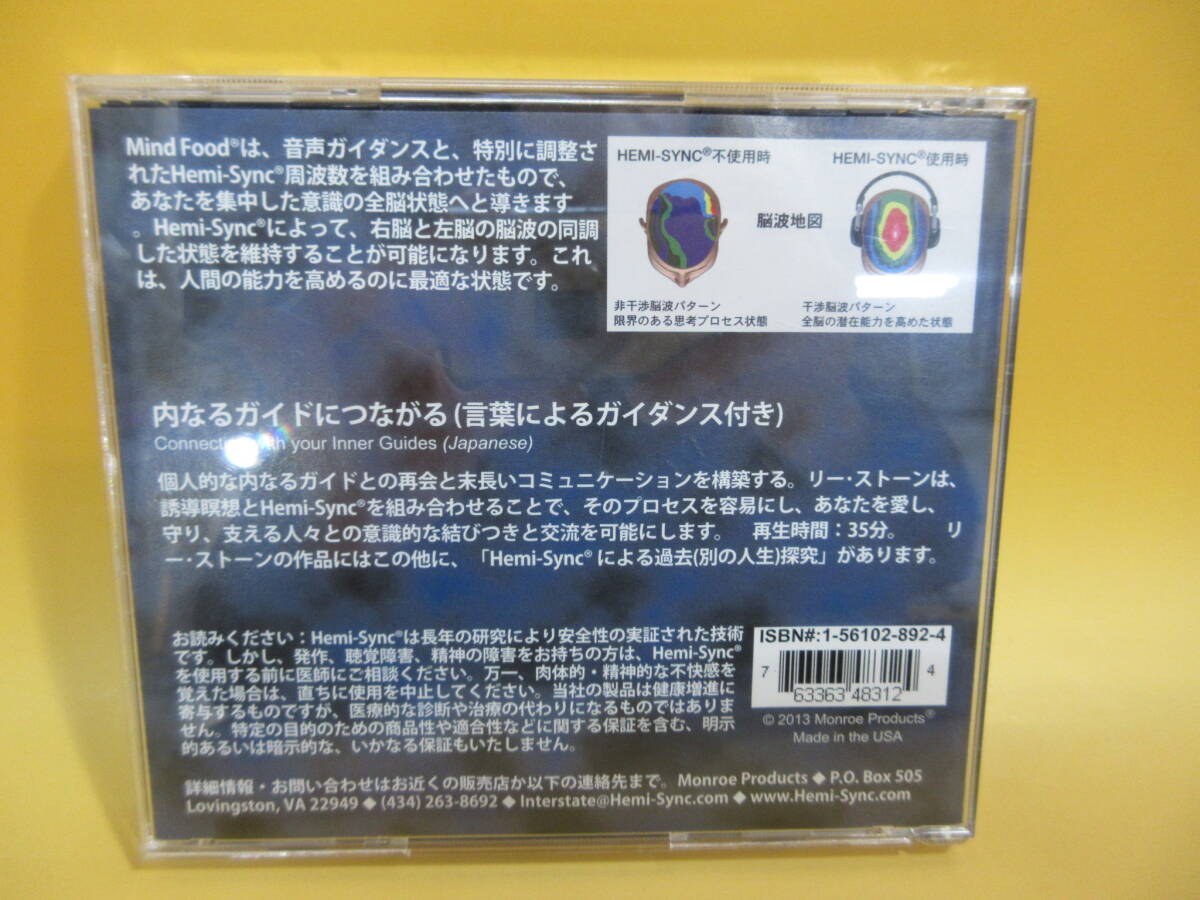 Mind Food®は、音声ガイダンスと、特別に調整さ
れたHemi-Sync®周波数を組み合わせたもので、
あなたを集中した意識の全脳状態へと導きます
。Hemi-Sync®によって、右脳と左脳の脳波の同調
した状態を維持することが可能になります。これ
は、人間の能力を高めるのに最適な状態です。
HEMI-SYNC®不使用時
HEMI-SYNC®使用時
脳波地図
非干渉脳波パターン
限界のある思考プロセス状態
干渉脳波パターン
全脳の潜在能力を高めた状態
内なるガイドにつながる(言葉によるガイダンス付き)
your Inner Guides (Japanese)
個人的な内なるガイドとの再会と末長いコミュニケーションを構築する。リー・ストーンは、
誘導瞑想とHemi-Sync®を組み合わせることで、そのプロセスを容易にし、あなたを愛し、
守り、支える人々との意識的な結びつきと交流を可能にします。 再生時間：35分。 リ
ー・ストーンの作品にはこの他に、「Hemi-Sync® による過去(別の人生)探究」があります。
お読みください：Hemi-Sync®は長年の研究により安全性の実証された技術
です。しかし、発作、聴覚障害、精神の障害をお持ちの方は、Hemi-Sync®
を使用する前に医師にご相談ください。万一、肉体的・精神的な不快感を
覚えた場合は、直ちに使用を中止してください。当社の製品は健康増進に
寄与するものですが、医療的な診断や治療の代わりになるものではありま
せん。特定の目的のための商品性や適合性などに関する保証を含む、明示
的あるいは暗示的な、いかなる保証もいたしません。
ISBN#:1-56102-892-4
7 63363 48312 4
© 2013 Monroe Products®
Made in the USA
詳細情報・お問い合わせはお近くの販売店か以下の連絡先まで。Monroe Products ◆ P.O. Box 505
Lovingston, VA 22949 ◆ (434) 263-8692 ◆ Interstate@Hemi-Sync.com ◆ www.Hemi-Sync.com